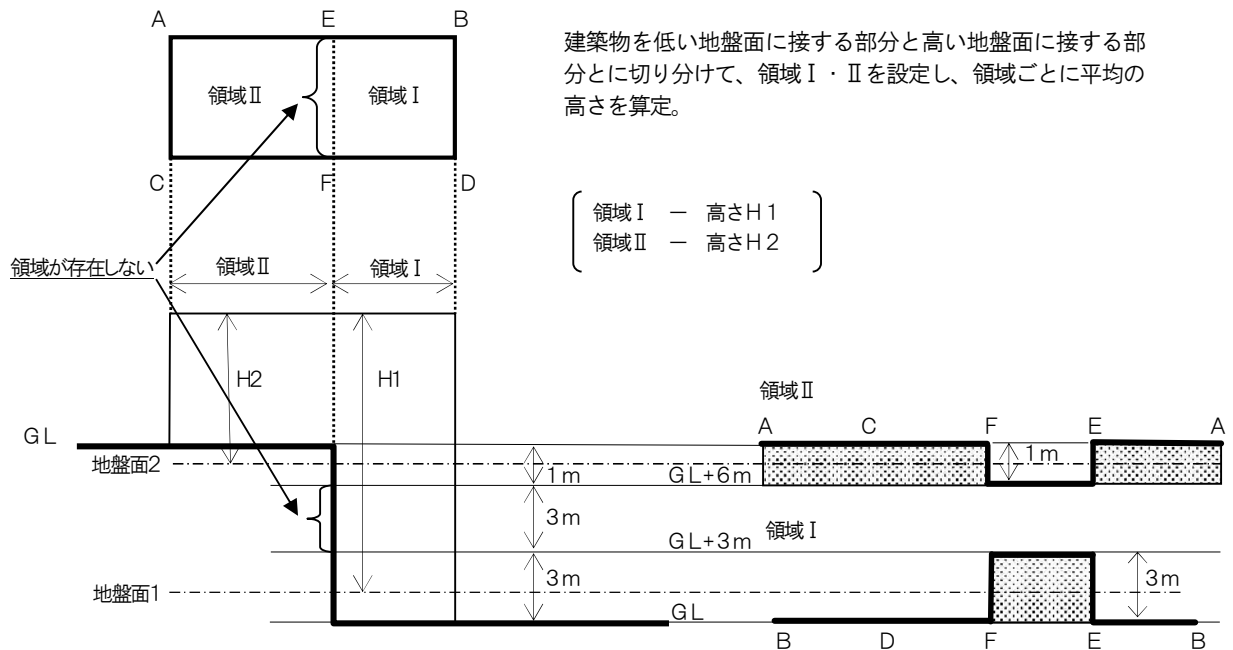 A E B
建築物を低い地盤面に接する部分と高い地盤面に接する部
分とに切り分けて、領域Ⅰ・Ⅱを設定し、領域ごとに平均の
高さを算定。
領域Ⅱ 領域Ⅰ
C F D
領域Ⅰ － 高さH1
領域Ⅱ － 高さH2
領域が存在しない
領域Ⅱ 領域Ⅰ
H2 H1
領域Ⅱ
A C F E A
GL
1m
地盤面2
1m
GL+6m
3m
領域Ⅰ
GL+3m
3m
3m
地盤面1
GL
B D F E B